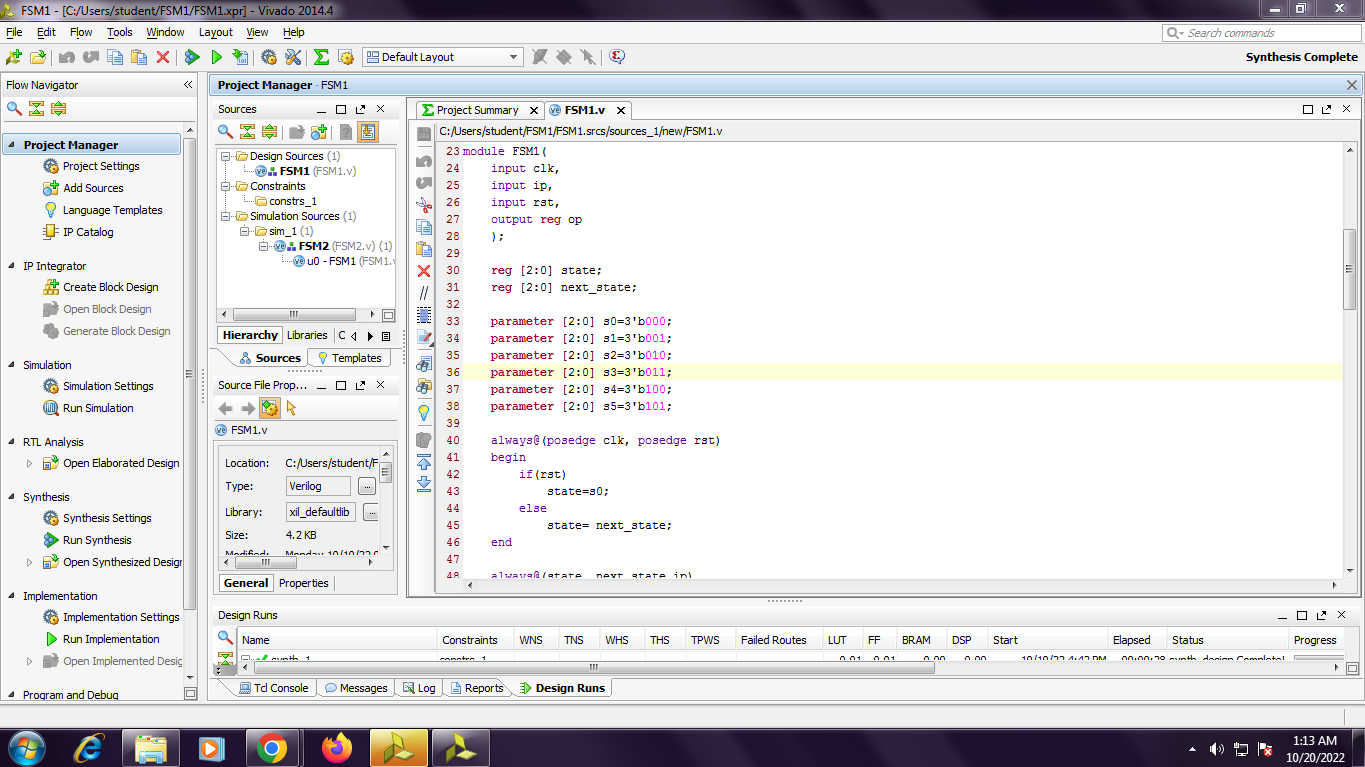 FSM1 - [C:/Users/student/FSM1/FSM1.xpr] - Vivado 2014.4
File Edit Flow Tools Window Layout View Help
Search commands
Default Layout
Synthesis Complete
Flow Navigator
Project Manager
Project Settings
Add Sources
Language Templates
IP Catalog
IP Integrator
Create Block Design
Open Block Design
Generate Block Design
Simulation
Simulation Settings
Run Simulation
RTL Analysis
Open Elaborated Design
Synthesis
Synthesis Settings
Run Synthesis
Open Synthesized Design
Implementation
Implementation Settings
Run Implementation
Open Implemented Desig
Program and Debug
Project Manager - FSM1
Sources
Design Sources (1)
FSM1 (FSM1.v)
Constraints
constrs_1
Simulation Sources (1)
sim_1 (1)
FSM2 (FSM2.v) (1)
u0 - FSM1 (FSM1.v
Hierarchy Libraries C
Sources Templates
Source File Prop...
FSM1.v
Location: C:/Users/student/F
Type: Verilog ...
Library: xil_defaultlib ...
Size: 4.2 KB
Modified: Monday 10/10/22 0
General Properties
Project Summary FSM1.v
C:/Users/student/FSM1/FSM1.srcs/sources_1/new/FSM1.v
23 module FSM1(
24 input clk,
25 input ip,
26 input rst,
27 output reg op
28 );
29
30 reg [2:0] state;
31 reg [2:0] next_state;
32
33 parameter [2:0] s0=3'b000;
34 parameter [2:0] s1=3'b001;
35 parameter [2:0] s2=3'b010;
36 parameter [2:0] s3=3'b011;
37 parameter [2:0] s4=3'b100;
38 parameter [2:0] s5=3'b101;
39
40 always@(posedge clk, posedge rst)
41 begin
42 if(rst)
43 state=s0;
44 else
45 state= next_state;
46 end
47
48 always@(state, next_state,ip)
Design Runs
Name Constraints WNS TNS WHS THS TPWS Failed Routes LUT FF BRAM DSP Start Elapsed Status Progress
synth_1 constrs_1 0.01 0.01 0.00 0.00 10/10/22 4:42 PM 00:00:28 synth_design Complete!
Tcl Console Messages Log Reports Design Runs
1:13 AM
10/20/2022